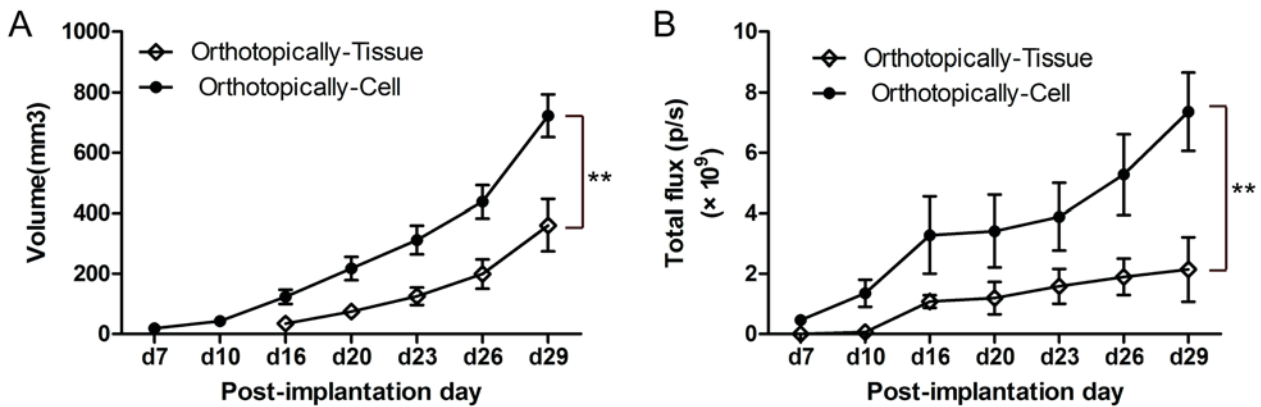 A
1000
800
600
400
200
0
Volume(mm3)
Orthotopically-Tissue
Orthotopically-Cell
**
d7 d10 d16 d20 d23 d26 d29
Post-implantation day
B
10
8
6
4
2
0
Total flux (p/s)
(× 10⁹)
Orthotopically-Tissue
Orthotopically-Cell
**
d7 d10 d16 d20 d23 d26 d29
Post-implantation day